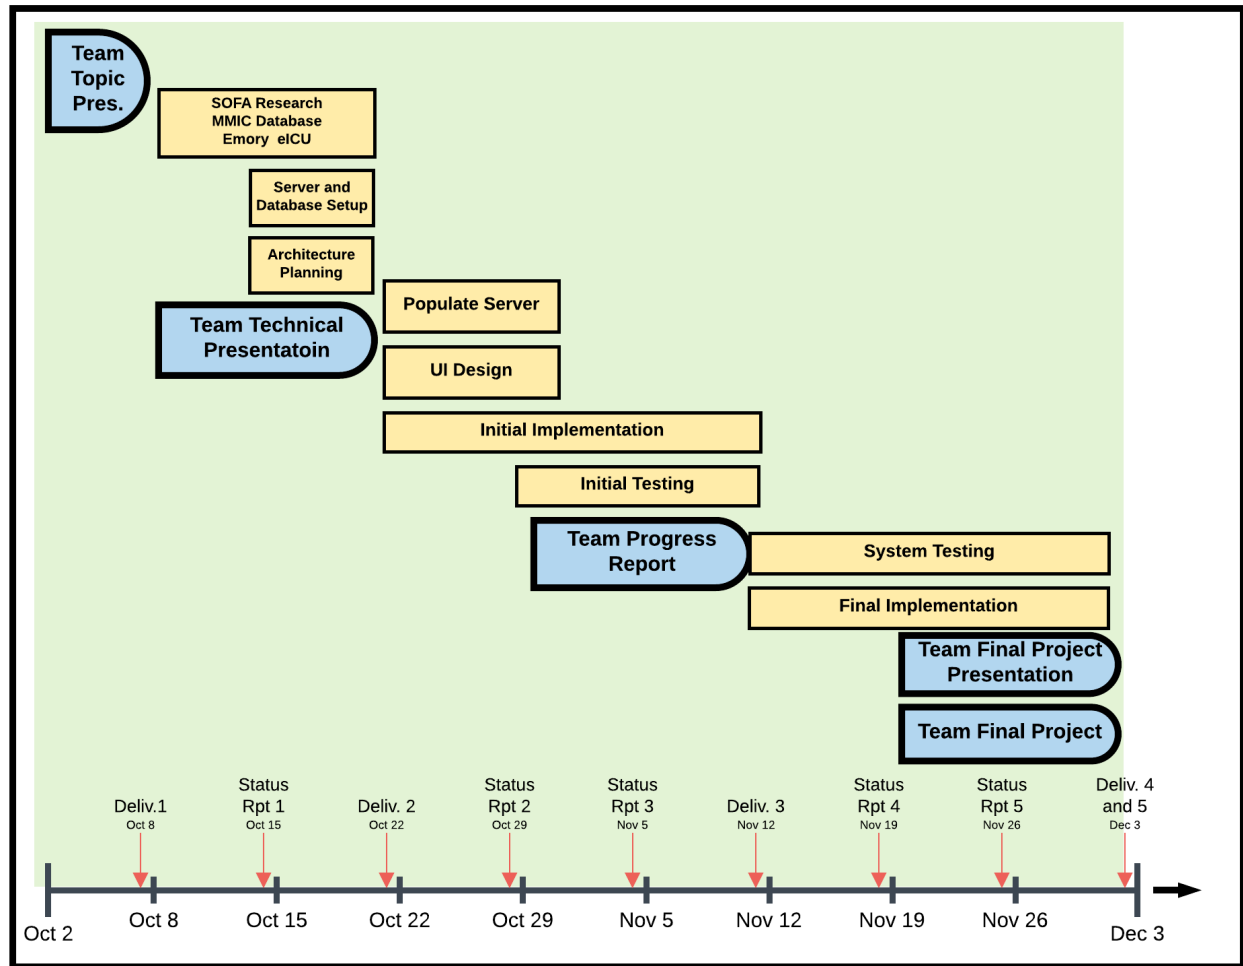 Team
Topic
Pres.
SOFA Research
MMIC Database
Emory eICU
Server and
Database Setup
Architecture
Planning
Populate Server
Team Technical
Presentatoin
UI Design
Initial Implementation
Initial Testing
Team Progress
Report
System Testing
Final Implementation
Team Final Project
Presentation
Team Final Project
Deliv.1
Oct 8
Status
Rpt 1
Oct 15
Deliv. 2
Oct 22
Status
Rpt 2
Oct 29
Status
Rpt 3
Nov 5
Deliv. 3
Nov 12
Status
Rpt 4
Nov 19
Status
Rpt 5
Nov 26
Deliv. 4
and 5
Dec 3
Oct 2
Oct 8
Oct 15
Oct 22
Oct 29
Nov 5
Nov 12
Nov 19
Nov 26
Dec 3